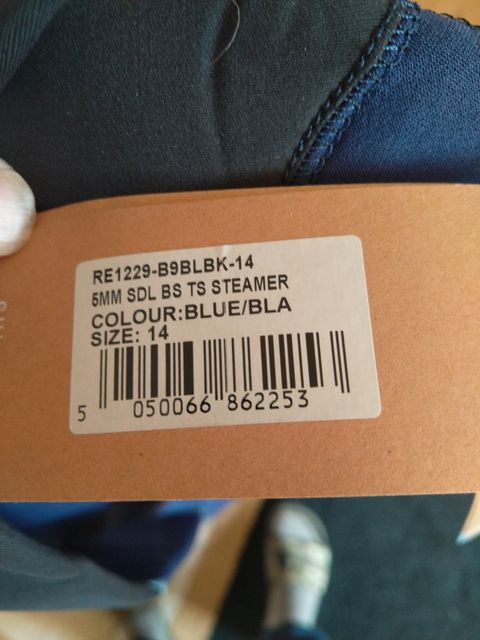 RE1229-B9BLBK-14
5MM SDL BS TS STEAMER
COLOUR:BLUE/BLA
SIZE: 14
5 050066 862253